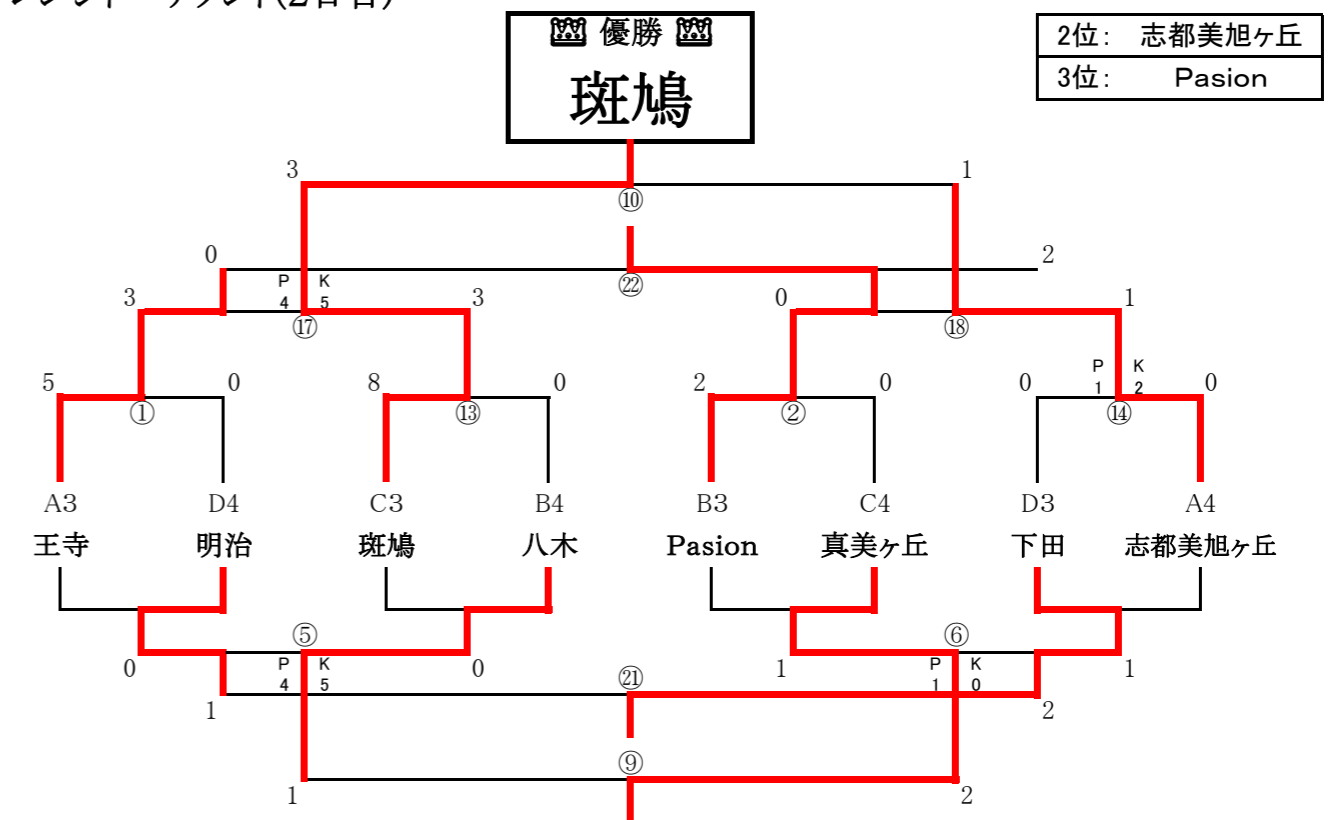 優勝
斑鳩
2位: 志都美旭ヶ丘
3位: Pasion
3 1
⑩
0 2
P K
4 5
㉒
3 3 0 1
⑰ ⑱
P K
1 2
5 0 8 0 2 0 0 0
① ⑬ ② ⑭
A3 D4 C3 B4 B3 C4 D3 A4
王寺 明治 斑鳩 八木 Pasion 真美ヶ丘 下田 志都美旭ヶ丘
⑤ ⑥
0 P K 0 1 P K 1
4 5 ㉑ 1 0
1 2
⑨
1 2